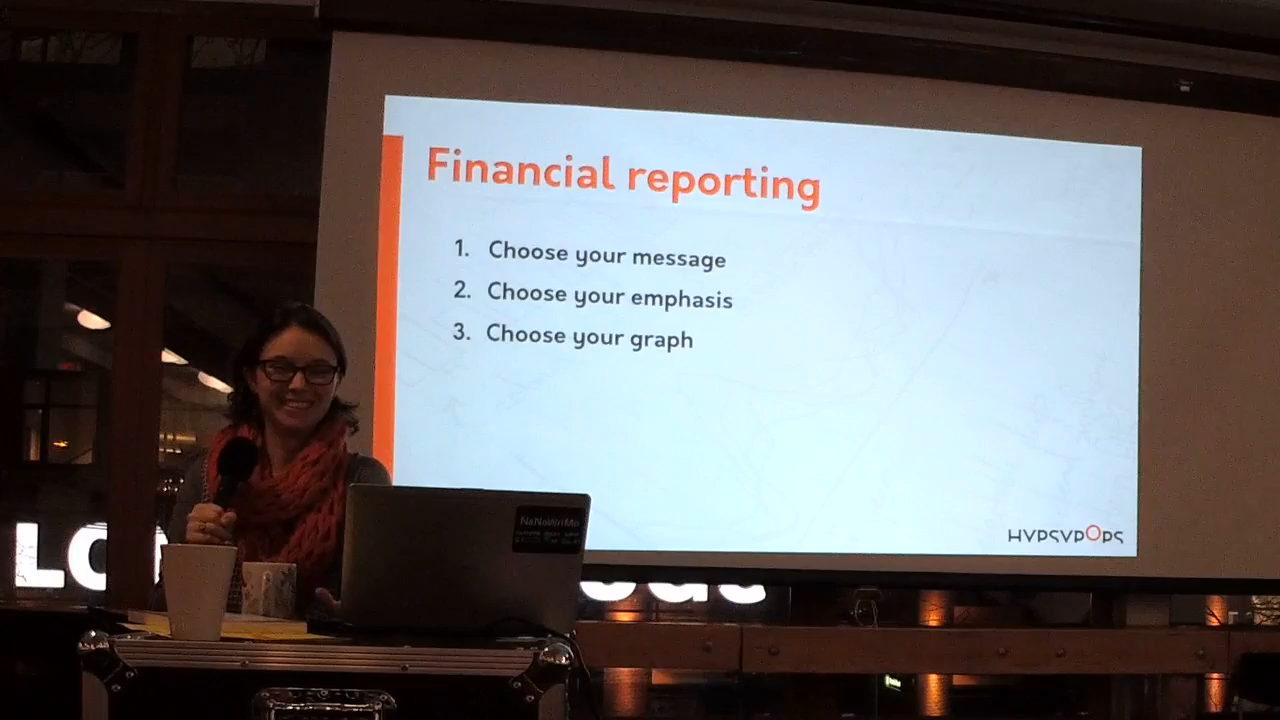 Financial reporting
1. Choose your message
2. Choose your emphasis
3. Choose your graph
HYPSYPOPS
NaNoWriMo